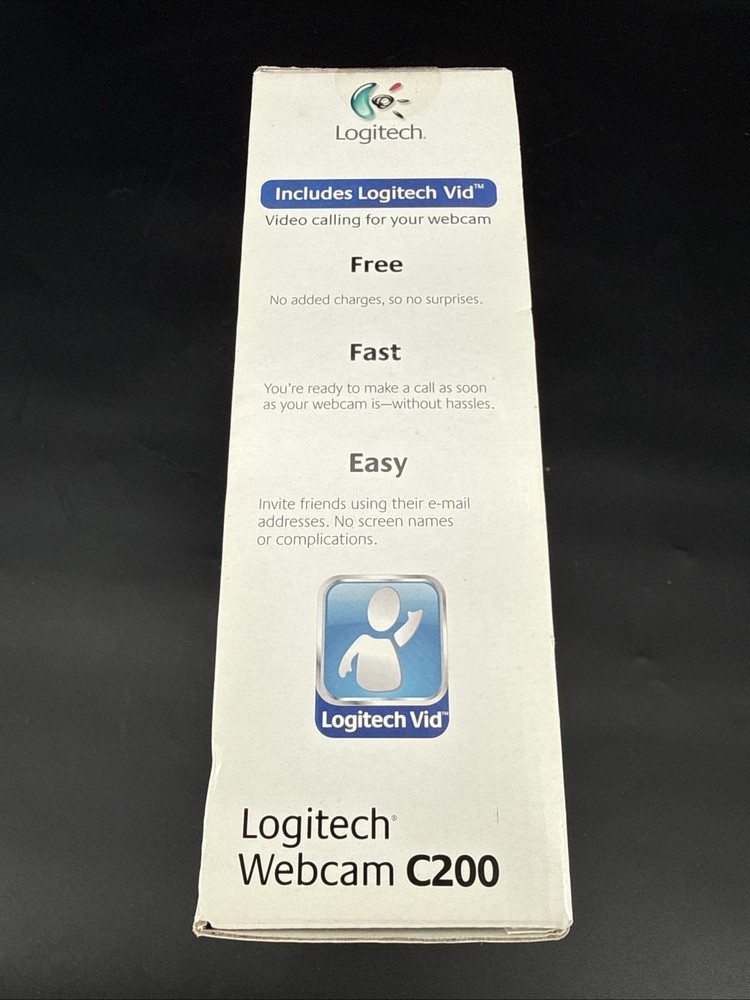 Logitech.
Includes Logitech Vid™
Video calling for your webcam
Free
No added charges, so no surprises.
Fast
You're ready to make a call as soon
as your webcam is—without hassles.
Easy
Invite friends using their e-mail
addresses. No screen names
or complications.
Logitech Vid™
Logitech®
Webcam C200